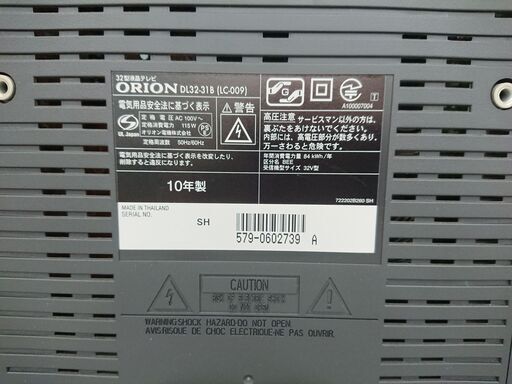 32型液晶テレビ
ORION DL32-31B (LC-009)
電気用品安全法に基づく表示
定格電圧 AC 100V~
定格消費電力 115W
オリオン電機株式会社
定格周波数 50Hz/60Hz
UL Japan
PS E
電気用品安全法に基づく表示を改変したり、
削除すると違反になります。
警告
A10007004
高圧注意 サービスマン以外の方は、
裏ぶたをあけないでください。
内部には、高電圧部分が数多くあり、
万一さわると危険です。
年間消費電力量 84 kWh/年
区分名 BEE
受信機型サイズ 32V型
722202B260 SH
10年製
MADE IN THAILAND
SERIAL NO:
SH
579-0602739 A
CAUTION
WARNING:SHOCK HAZARD-DO NOT OPEN.
AVIS:RISQUE DE CHOC ELECTRIQUE-NE PAS OUVRIR.